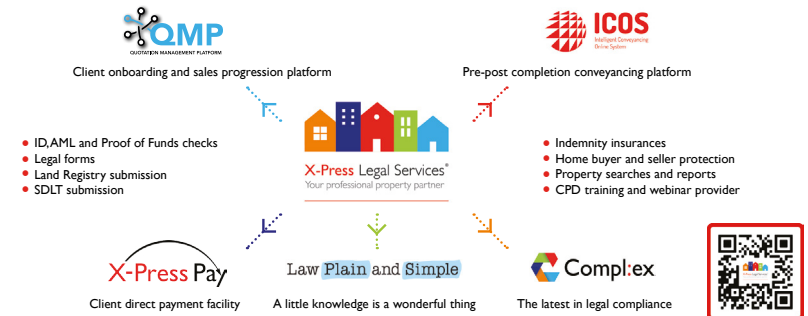 QMP
QUOTATION MANAGEMENT PLATFORM
Client onboarding and sales progression platform
ICOS
Intelligent Conveyancing
Online System
Pre-post completion conveyancing platform
ID, AML and Proof of Funds checks
Legal forms
Land Registry submission
SDLT submission
X-Press Legal Services®
Your professional property partner
Indemnity insurances
Home buyer and seller protection
Property searches and reports
CPD training and webinar provider
X-Press Pay
Client direct payment facility
Law Plain and Simple
A little knowledge is a wonderful thing
Compl:ex
The latest in legal compliance